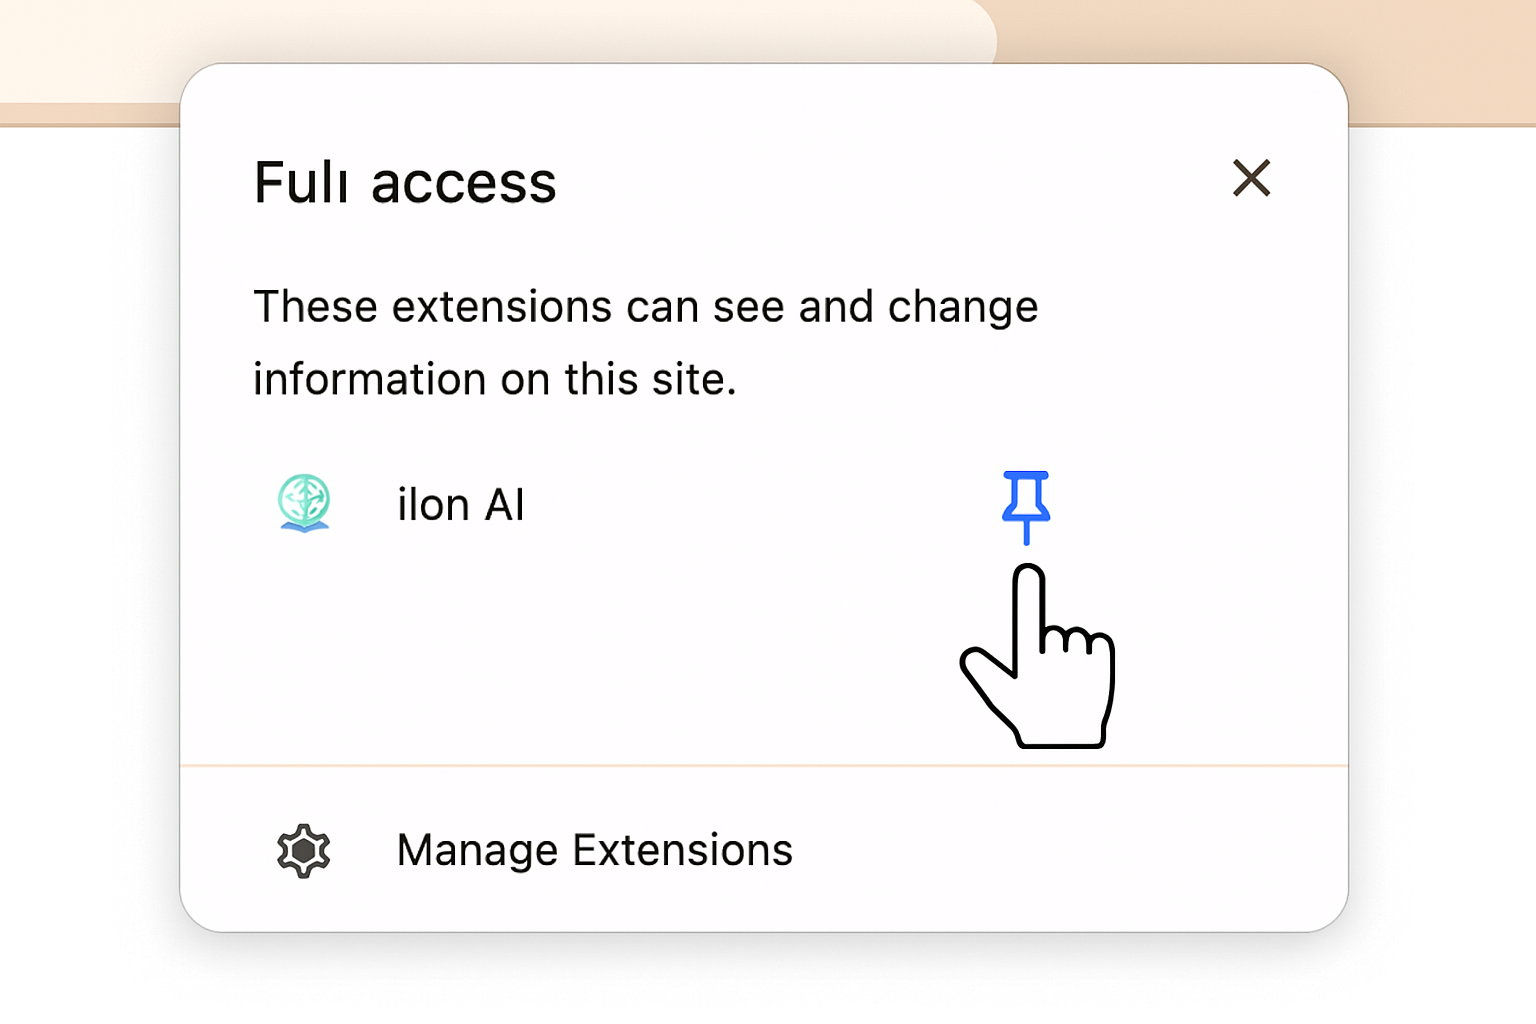 Fulı access
These extensions can see and change
information on this site.
ilon AI
Manage Extensions